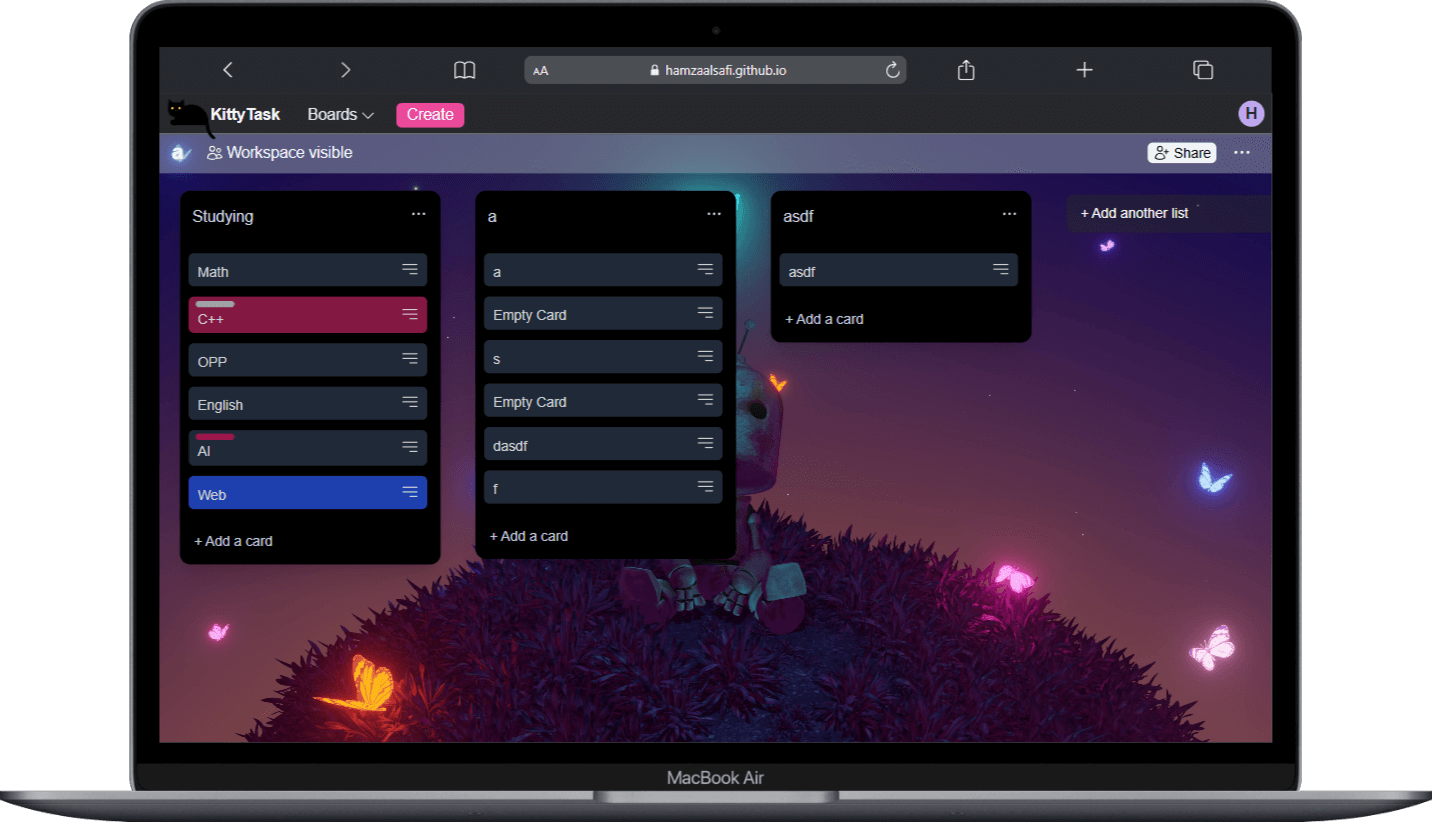 AA hamzaalsafi.github.io
KittyTask Boards Create H
a Workspace visible Share
Studying
Math
C++
OPP
English
AI
Web
+ Add a card
a
a
Empty Card
s
Empty Card
dasdf
f
+ Add a card
asdf
asdf
+ Add a card
+ Add another list
MacBook Air